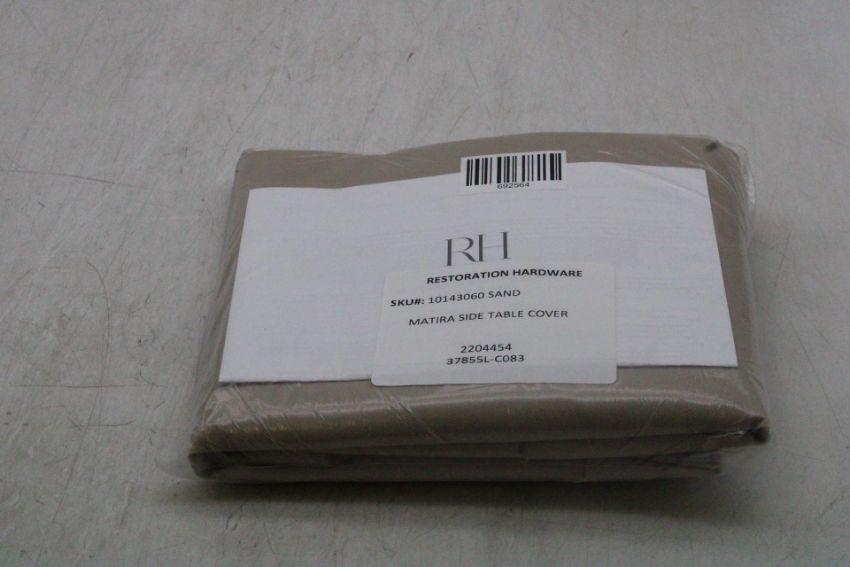 692564
RH
RESTORATION HARDWARE
SKU#: 10143060 SAND
MATIRA SIDE TABLE COVER
2204454
37855L-C083